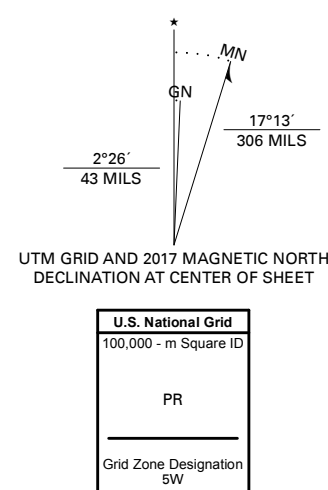 ★
MN
GN
17°13´
306 MILS
2°26´
43 MILS
UTM GRID AND 2017 MAGNETIC NORTH
DECLINATION AT CENTER OF SHEET
U.S. National Grid
100,000 - m Square ID
PR
Grid Zone Designation
5W